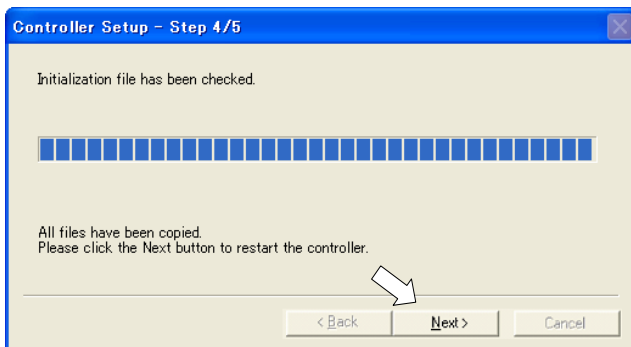 Controller Setup - Step 4/5
Initialization file has been checked.
All files have been copied.
Please click the Next button to restart the controller.
< Back
Next >
Cancel